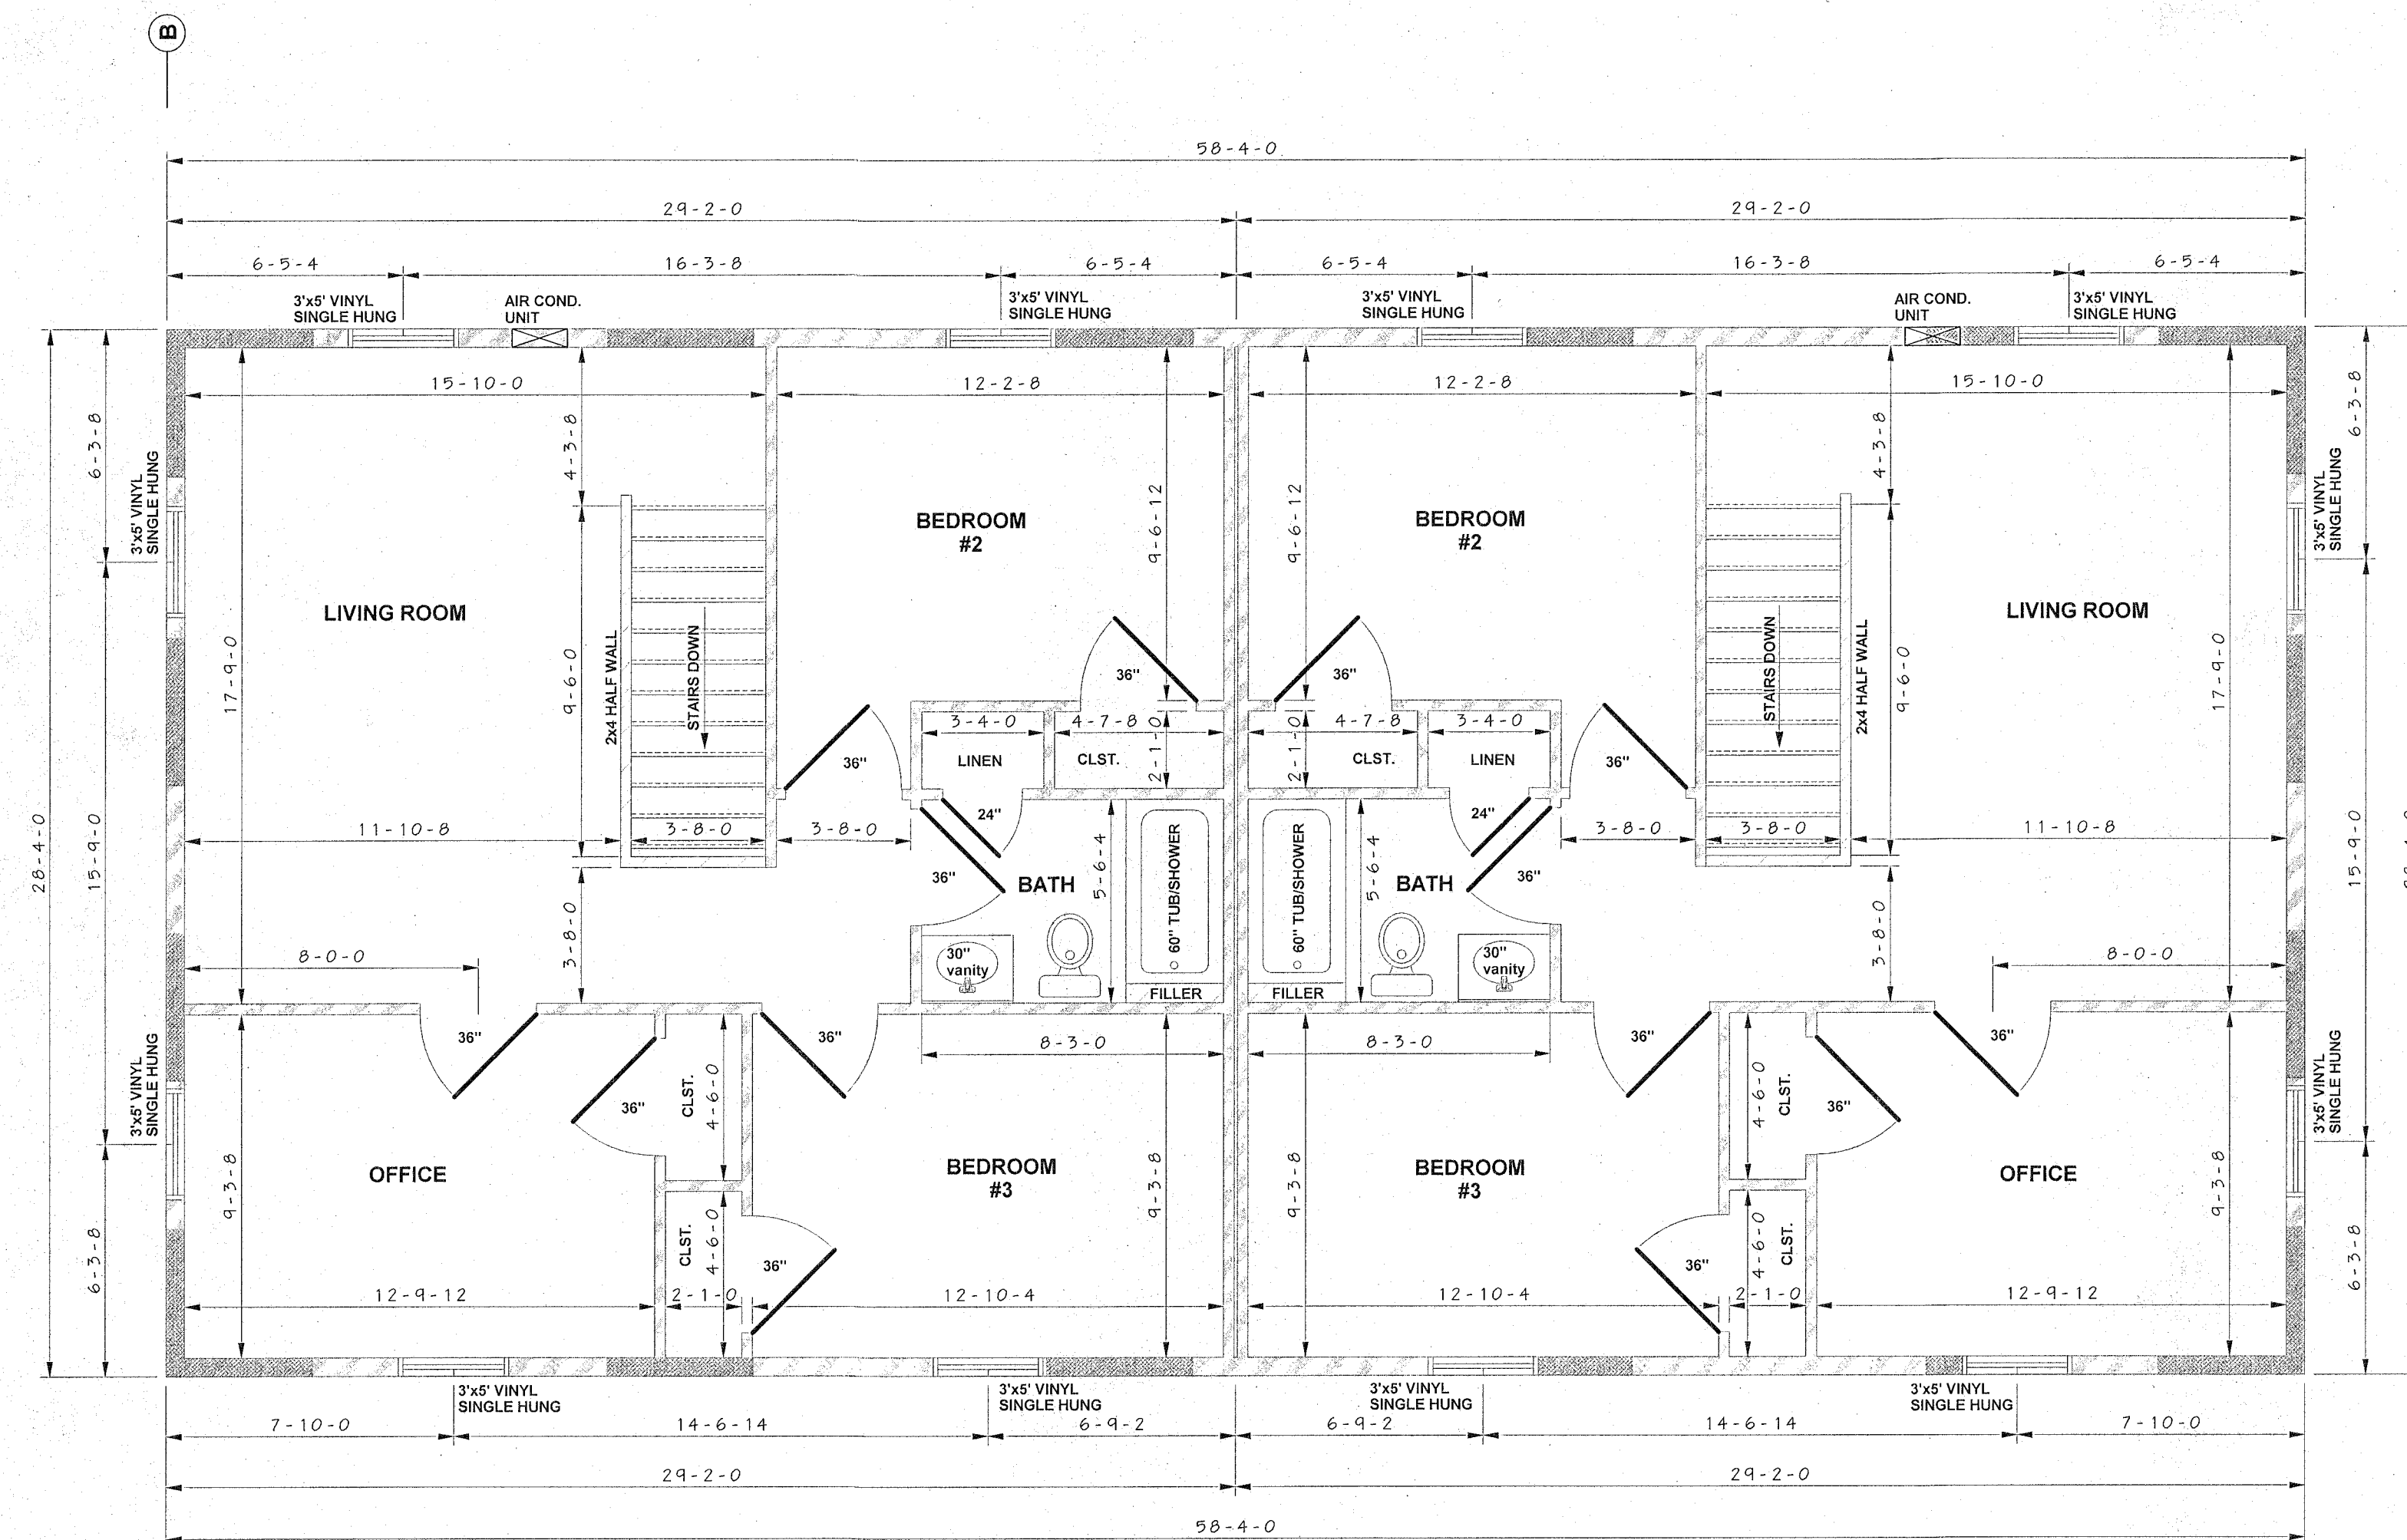 B
58-4-0
29-2-0 29-2-0
6-5-4 16-3-8 6-5-4 6-5-4 16-3-8 6-5-4
3'x5' VINYL
SINGLE HUNG
AIR COND.
UNIT
3'x5' VINYL
SINGLE HUNG
3'x5' VINYL
SINGLE HUNG
AIR COND.
UNIT
3'x5' VINYL
SINGLE HUNG
15-10-0 12-2-8 12-2-8 15-10-0
6-3-8
4-3-8
4-3-8
6-3-8
3'x5' VINYL
SINGLE HUNG
3'x5' VINYL
SINGLE HUNG
9-6-12
9-6-12
BEDROOM
#2
BEDROOM
#2
LIVING ROOM
LIVING ROOM
17-9-0
9-6-0
2x4 HALF WALL
STAIRS DOWN
36"
36"
STAIRS DOWN
2x4 HALF WALL
9-6-0
17-9-0
3-4-0 4-7-8 2-1-0
2-1-0 4-7-8 3-4-0
36"
LINEN
CLST.
CLST.
LINEN
36"
28-4-0
15-9-0
11-10-8 3-8-0 3-8-0
24"
24"
3-8-0 3-8-0 11-10-8
15-9-0
36"
BATH
5-6-4
60" TUB/SHOWER
60" TUB/SHOWER
5-6-4
BATH
36"
8-0-0
3-8-0
30"
vanity
30"
vanity
3-8-0
8-0-0
FILLER
FILLER
36"
36"
8-3-0
8-3-0
36"
36"
3'x5' VINYL
SINGLE HUNG
3'x5' VINYL
SINGLE HUNG
36"
CLST.
4-6-0
4-6-0
CLST.
36"
OFFICE
BEDROOM
#3
BEDROOM
#3
OFFICE
9-3-8
9-3-8
9-3-8
9-3-8
6-3-8
CLST.
4-6-0
36"
36"
4-6-0
CLST.
6-3-8
12-9-12 2-1-0 12-10-4 12-10-4 2-1-0 12-9-12
3'x5' VINYL
SINGLE HUNG
3'x5' VINYL
SINGLE HUNG
3'x5' VINYL
SINGLE HUNG
3'x5' VINYL
SINGLE HUNG
7-10-0 14-6-14 6-9-2 6-9-2 14-6-14 7-10-0
29-2-0 29-2-0
58-4-0